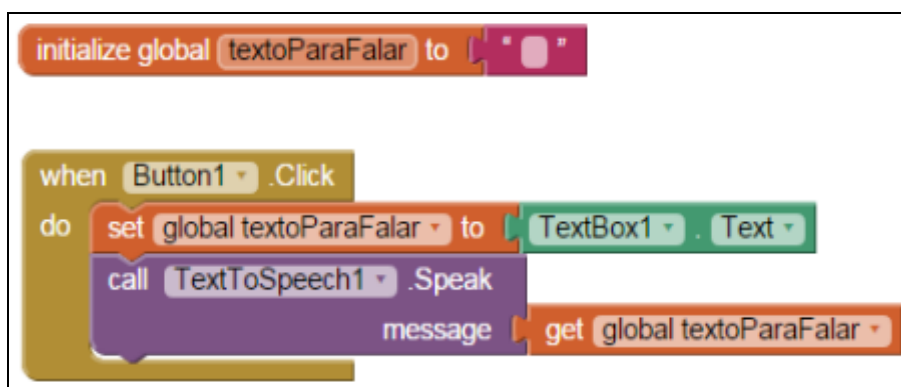 initialize global textoParaFalar to " "
when Button1 .Click
do set global textoParaFalar to TextBox1 . Text
call TextToSpeech1 .Speak
message get global textoParaFalar